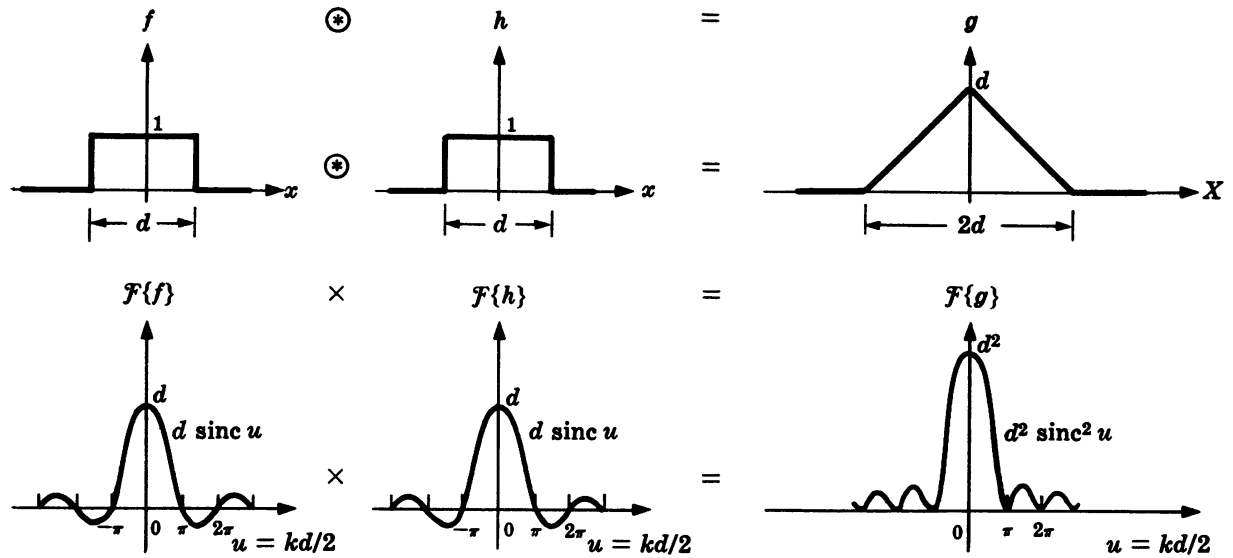 f ⊛ h = g
1 1 d
x ⊛ x = X
d d 2d
ℱ{f} × ℱ{h} = ℱ{g}
d d d²
d sinc u d sinc u d² sinc² u
× =
−π 0 π 2π −π 0 π 2π 0 π 2π
u = kd/2 u = kd/2 u = kd/2